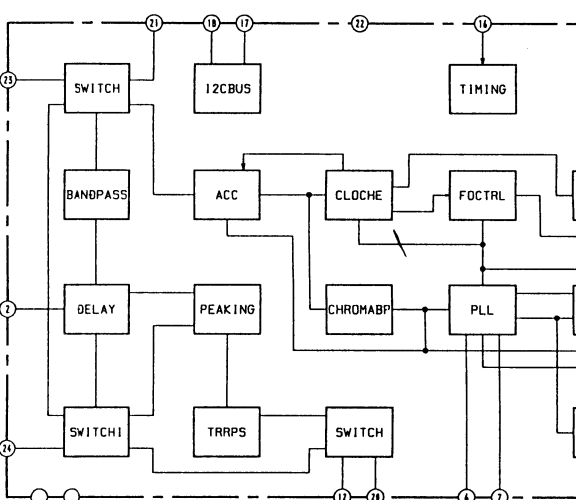 21
18
17
22
16
23
SWITCH
I2CBUS
TIMING
BANDPASS
ACC
CLOCHE
FOCTRL
2
DELAY
PEAKING
CHROMABP
PLL
24
SWITCH1
TRRPS
SWITCH
12
20
6
7